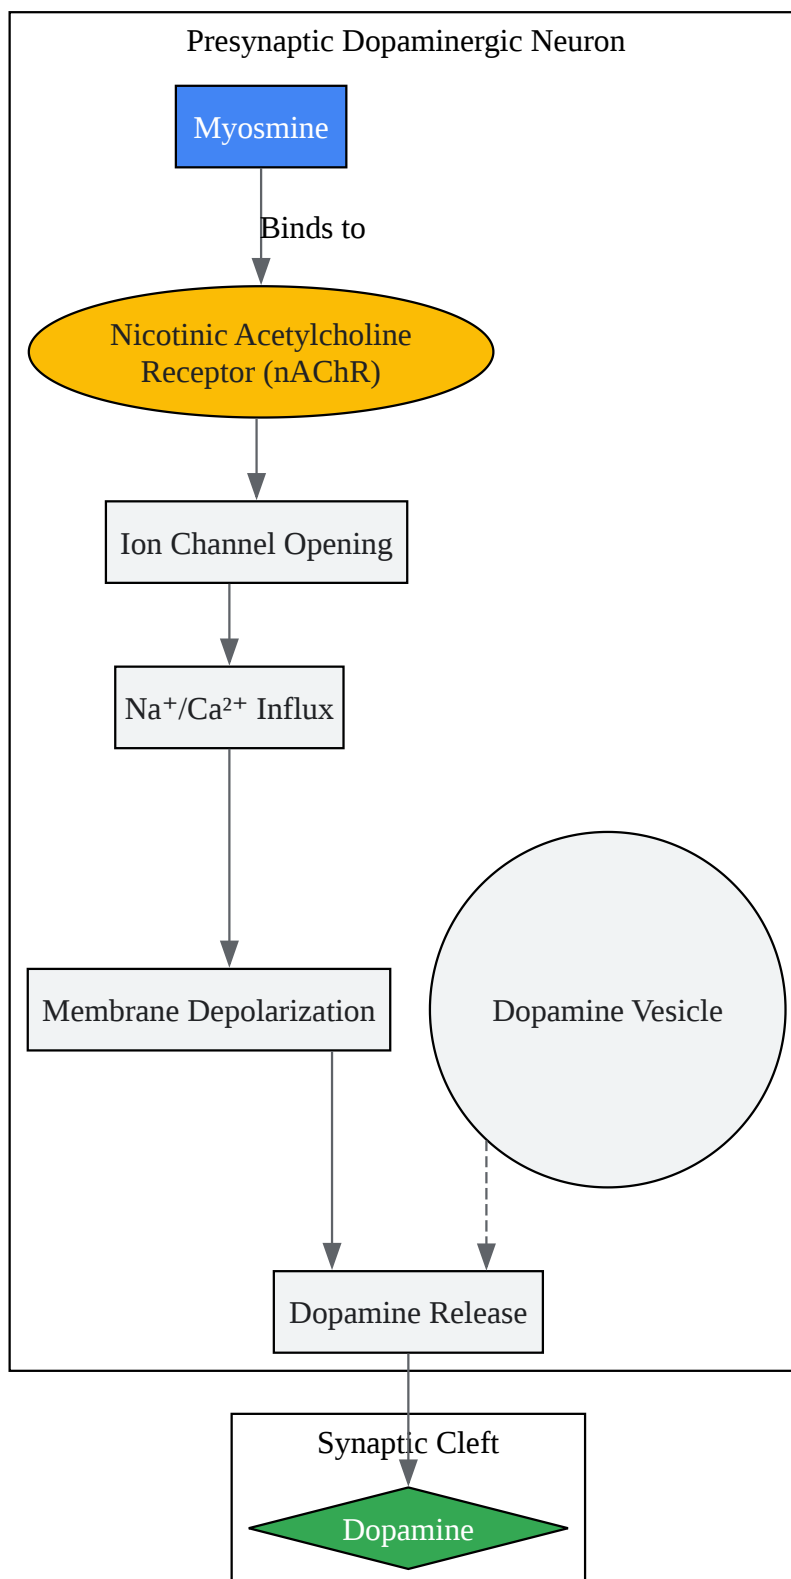 Presynaptic Dopaminergic Neuron
Myosmine
Binds to
Nicotinic Acetylcholine
Receptor (nAChR)
Ion Channel Opening
Na⁺/Ca²⁺ Influx
Membrane Depolarization
Dopamine Vesicle
Dopamine Release
Synaptic Cleft
Dopamine